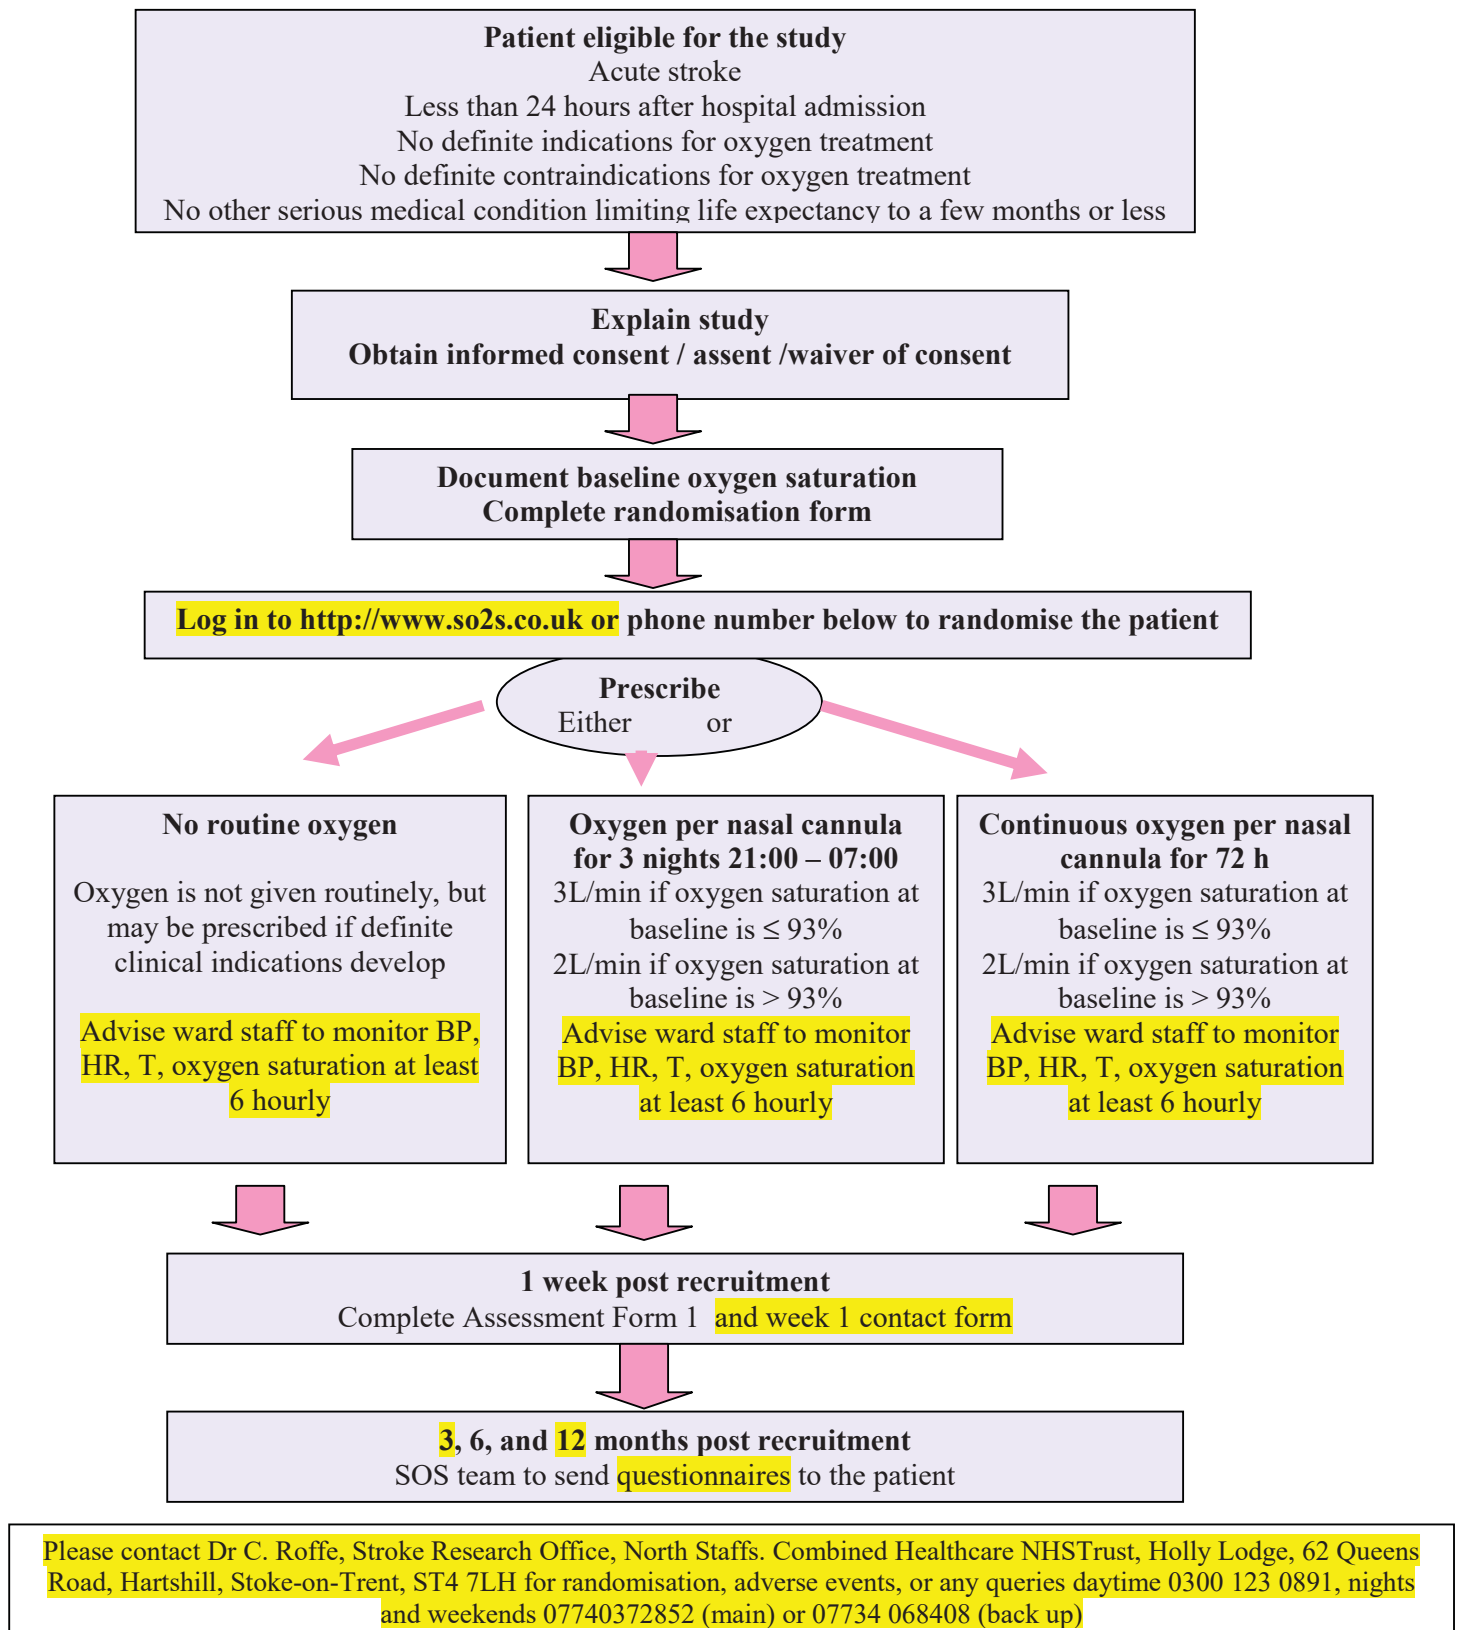 Patient eligible for the study
Acute stroke
Less than 24 hours after hospital admission
No definite indications for oxygen treatment
No definite contraindications for oxygen treatment
No other serious medical condition limiting life expectancy to a few months or less
Explain study
Obtain informed consent / assent /waiver of consent
Document baseline oxygen saturation
Complete randomisation form
Log in to http://www.so2s.co.uk or phone number below to randomise the patient
Prescribe
Either or
No routine oxygen
Oxygen is not given routinely, but
may be prescribed if definite
clinical indications develop
Advise ward staff to monitor BP,
HR, T, oxygen saturation at least
6 hourly
Oxygen per nasal cannula
for 3 nights 21:00 – 07:00
3L/min if oxygen saturation at
baseline is ≤ 93%
2L/min if oxygen saturation at
baseline is > 93%
Advise ward staff to monitor
BP, HR, T, oxygen saturation
at least 6 hourly
Continuous oxygen per nasal
cannula for 72 h
3L/min if oxygen saturation at
baseline is ≤ 93%
2L/min if oxygen saturation at
baseline is > 93%
Advise ward staff to monitor
BP, HR, T, oxygen saturation
at least 6 hourly
1 week post recruitment
Complete Assessment Form 1 and week 1 contact form
3, 6, and 12 months post recruitment
SOS team to send questionnaires to the patient
Please contact Dr C. Roffe, Stroke Research Office, North Staffs. Combined Healthcare NHSTrust, Holly Lodge, 62 Queens
Road, Hartshill, Stoke-on-Trent, ST4 7LH for randomisation, adverse events, or any queries daytime 0300 123 0891, nights
and weekends 07740372852 (main) or 07734 068408 (back up)